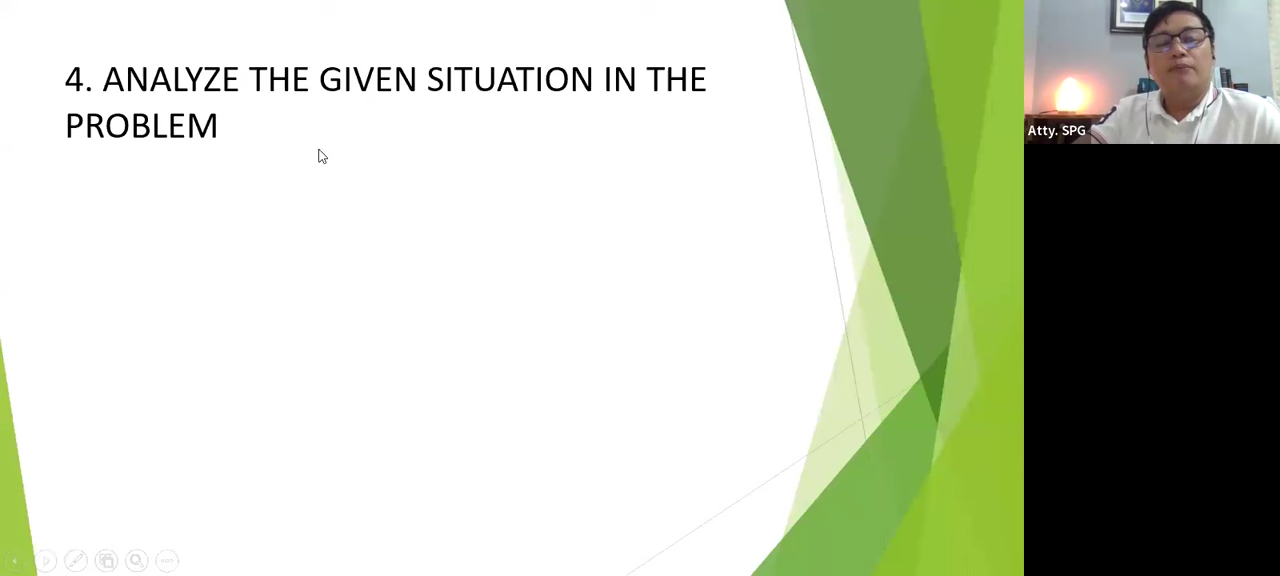 4. ANALYZE THE GIVEN SITUATION IN THE
PROBLEM
Atty. SPG